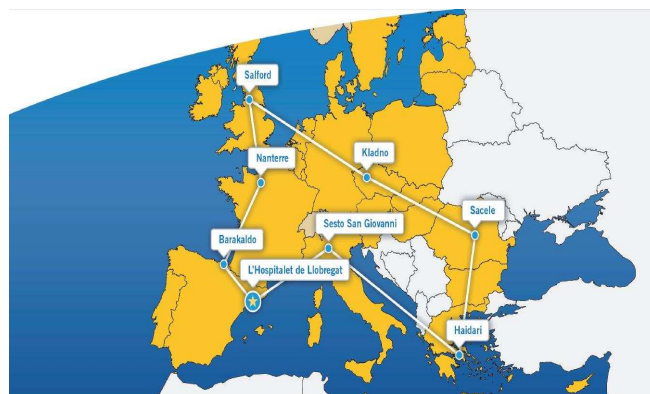 Salford
Nanterre
Kladno
Sacele
Sesto San Giovanni
Barakaldo
L'Hospitalet de Llobregat
Haidari